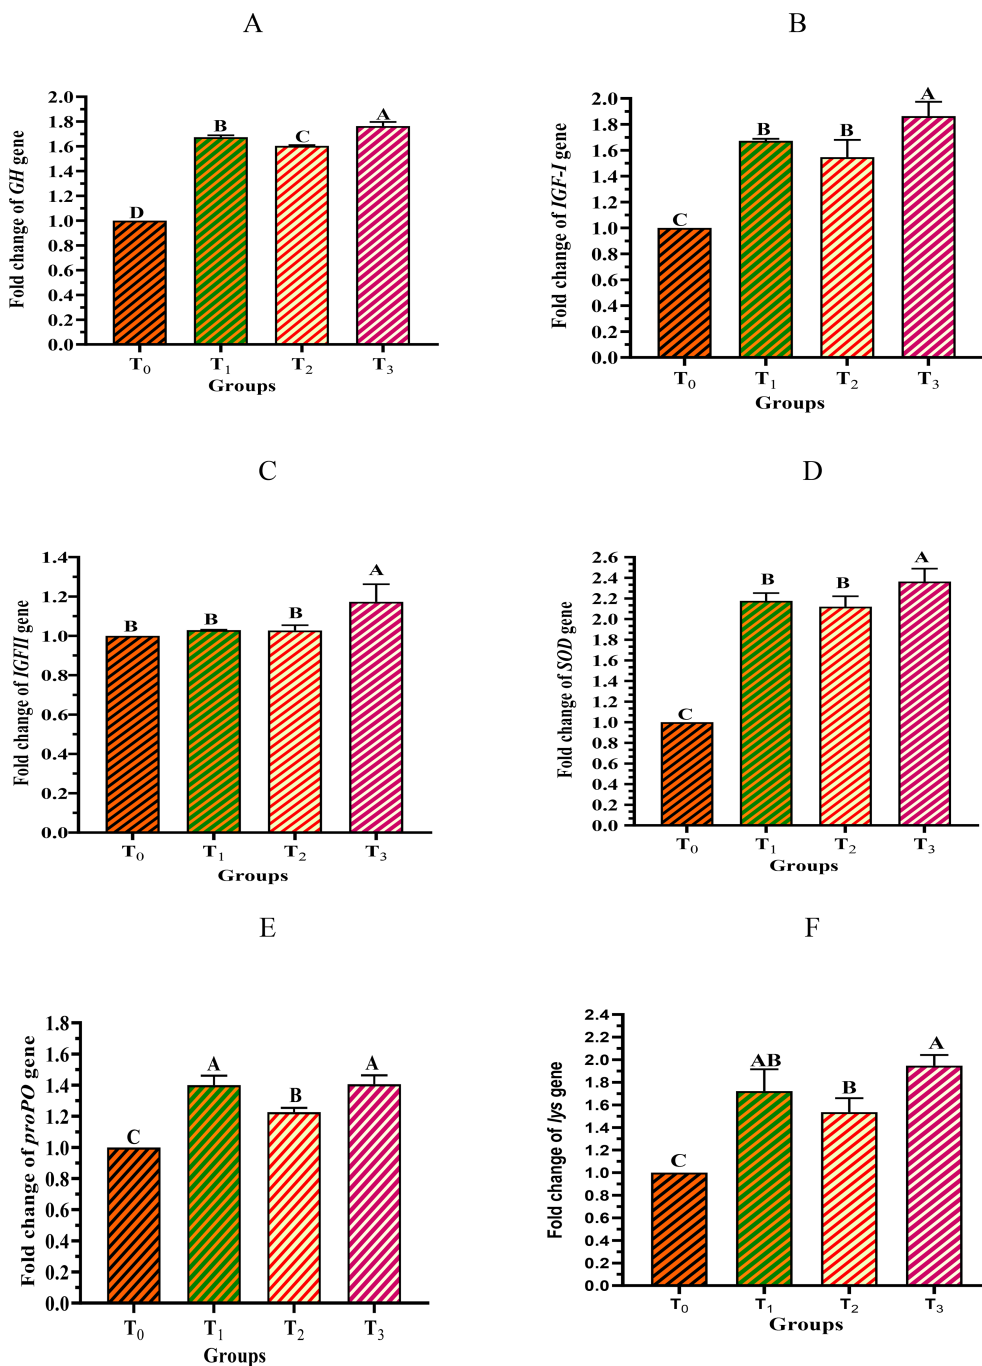 A
Fold change of GH gene
2.0
1.8
1.6
1.4
1.2
1.0
0.8
0.6
0.4
0.2
0.0
D
B
C
A
T0
T1
T2
T3
Groups
B
Fold change of IGF-I gene
2.0
1.8
1.6
1.4
1.2
1.0
0.8
0.6
0.4
0.2
0.0
C
B
B
A
T0
T1
T2
T3
Groups
C
Fold change of IGFII gene
1.4
1.2
1.0
0.8
0.6
0.4
0.2
0.0
B
B
B
A
T0
T1
T2
T3
Groups
D
Fold change of SOD gene
2.6
2.4
2.2
2.0
1.8
1.6
1.4
1.2
1.0
0.8
0.6
0.4
0.2
0.0
C
B
B
A
T0
T1
T2
T3
Groups
E
Fold change of proPO gene
1.8
1.6
1.4
1.2
1.0
0.8
0.6
0.4
0.2
0.0
C
A
B
A
T0
T1
T2
T3
Groups
F
Fold change of lys gene
2.4
2.2
2.0
1.8
1.6
1.4
1.2
1.0
0.8
0.6
0.4
0.2
0.0
C
AB
B
A
T0
T1
T2
T3
Groups